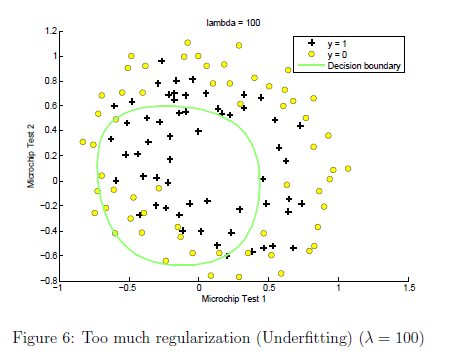 lambda = 100
y = 1
y = 0
Decision boundary
1.2
1
0.8
0.6
0.4
0.2
0
−0.2
−0.4
−0.6
−0.8
Microchip Test 2
−1
−0.5
0
0.5
1
1.5
Microchip Test 1
Figure 6: Too much regularization (Underfitting) (λ = 100)